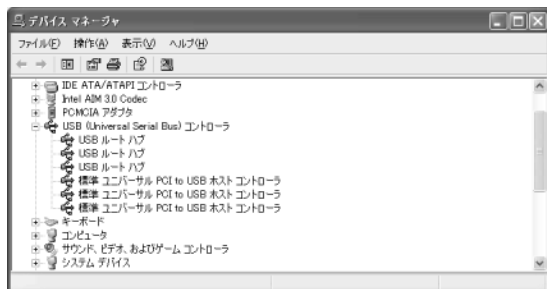 デバイス マネージャ
ファイル(F) 操作(A) 表示(V) ヘルプ(H)
IDE ATA/ATAPI コントローラ
Intel AIM 3.0 Codec
PCMCIA アダプタ
USB (Universal Serial Bus) コントローラ
USB ルート ハブ
USB ルート ハブ
USB ルート ハブ
標準 ユニバーサル PCI to USB ホスト コントローラ
標準 ユニバーサル PCI to USB ホスト コントローラ
標準 ユニバーサル PCI to USB ホスト コントローラ
キーボード
コンピュータ
サウンド、ビデオ、およびゲーム コントローラ
システム デバイス